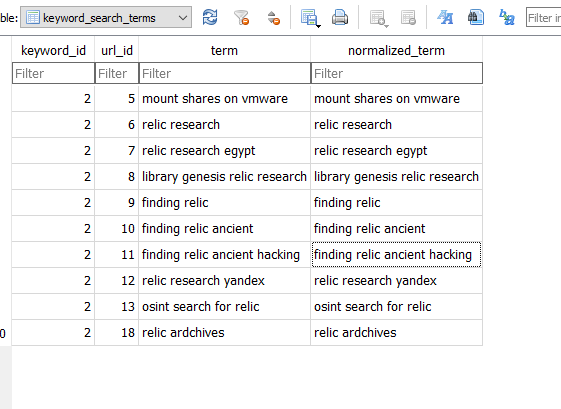 ble: keyword_search_terms Filter in
keyword_id url_id term normalized_term
Filter Filter Filter Filter
2 5 mount shares on vmware mount shares on vmware
2 6 relic research relic research
2 7 relic research egypt relic research egypt
2 8 library genesis relic research library genesis relic research
2 9 finding relic finding relic
2 10 finding relic ancient finding relic ancient
2 11 finding relic ancient hacking finding relic ancient hacking
2 12 relic research yandex relic research yandex
2 13 osint search for relic osint search for relic
0 2 18 relic ardchives relic ardchives